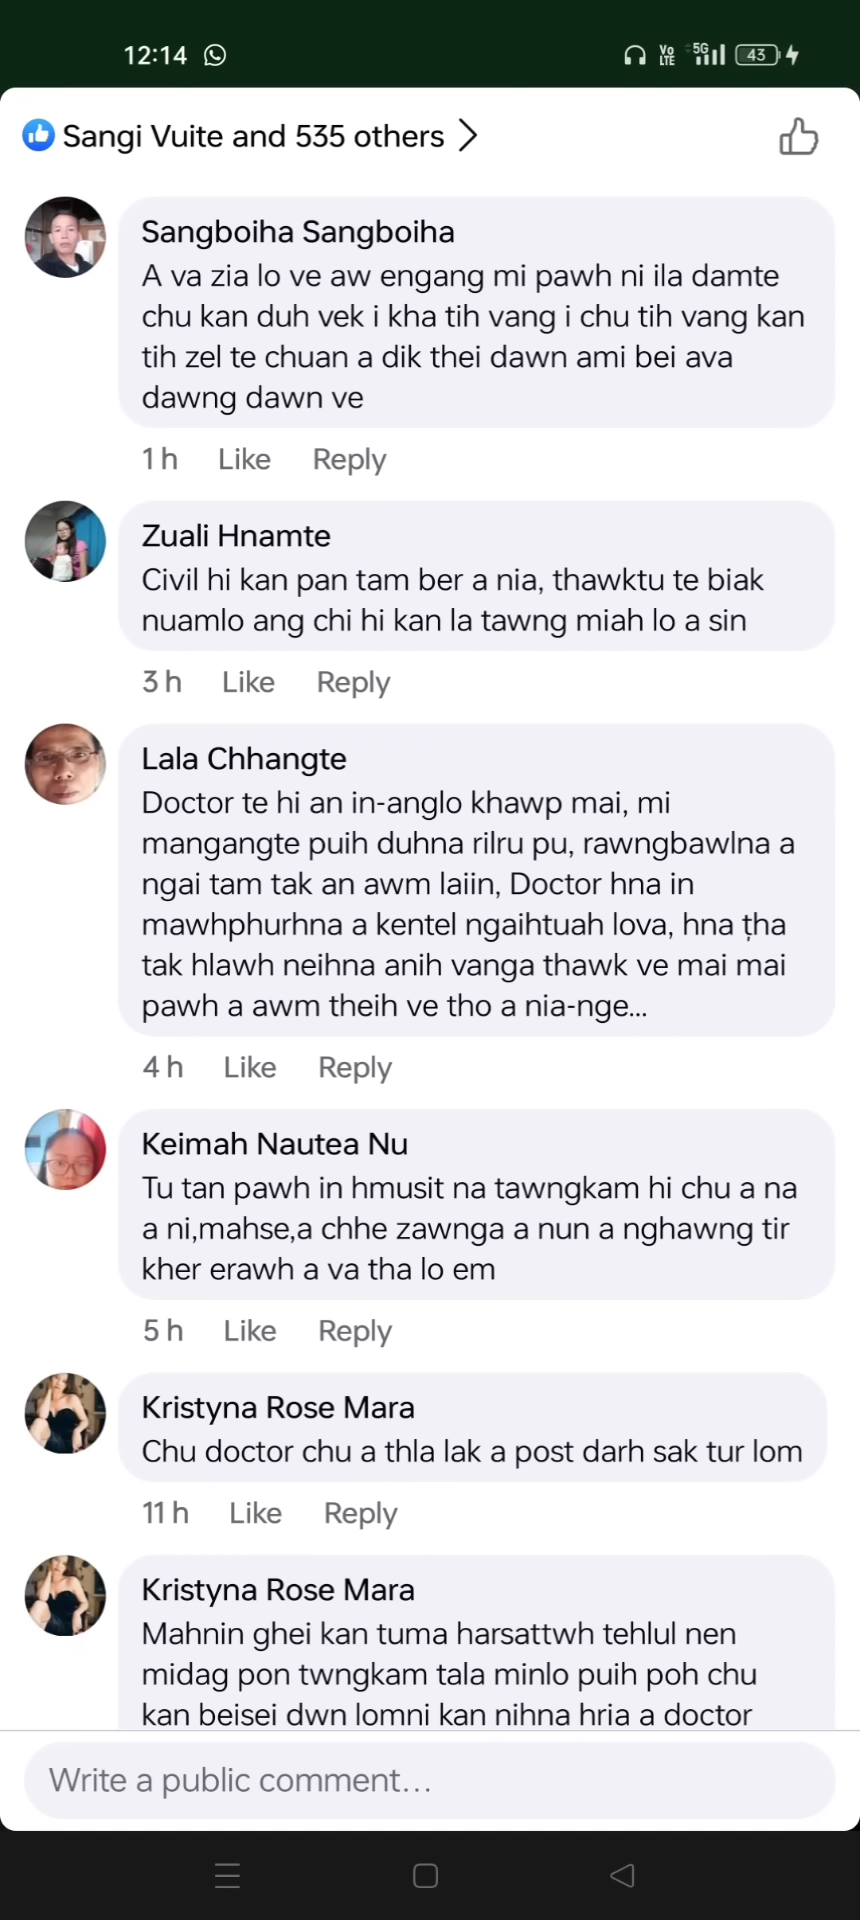 12:14
Vo LTE 5G 43
Sangi Vuite and 535 others
Sangboiha Sangboiha
A va zia lo ve aw engang mi pawh ni ila damte
chu kan duh vek i kha tih vang i chu tih vang kan
tih zel te chuan a dik thei dawn ami bei ava
dawng dawn ve
1 h Like Reply
Zuali Hnamte
Civil hi kan pan tam ber a nia, thawktu te biak
nuamlo ang chi hi kan la tawng miah lo a sin
3 h Like Reply
Lala Chhangte
Doctor te hi an in-anglo khawp mai, mi
mangangte puih duhna rilru pu, rawngbawlna a
ngai tam tak an awm laiin, Doctor hna in
mawhphurhna a kentel ngaihtuah lova, hna ṭha
tak hlawh neihna anih vanga thawk ve mai mai
pawh a awm theih ve tho a nia-nge...
4 h Like Reply
Keimah Nautea Nu
Tu tan pawh in hmusit na tawngkam hi chu a na
a ni,mahse,a chhe zawnga a nun a nghawng tir
kher erawh a va tha lo em
5 h Like Reply
Kristyna Rose Mara
Chu doctor chu a thla lak a post darh sak tur lom
11 h Like Reply
Kristyna Rose Mara
Mahnin ghei kan tuma harsattwh tehlul nen
midag pon twngkam tala minlo puih poh chu
kan beisei dwn lomni kan nihna hria a doctor
Write a public comment...